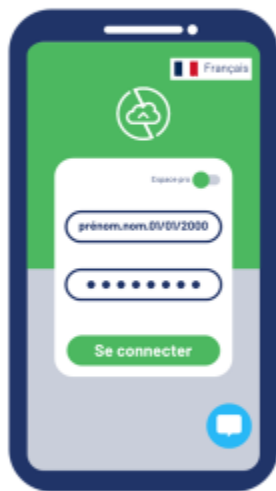 Français
Espace pro
prénom.nom.01/01/2000
Se connecter